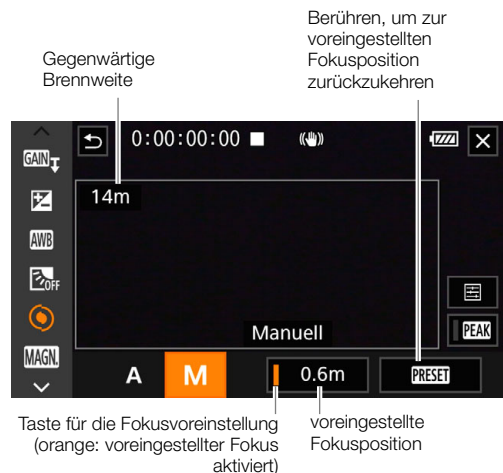 Berühren, um zur
voreingestellten
Fokusposition
zurückzukehren
Gegenwärtige
Brennweite
0:00:00:00
GAIN
14m
AWB
OFF
Manuell
PEAK
MAGN.
A M 0.6m PRESET
Taste für die Fokusvoreinstellung
(orange: voreingestellter Fokus
aktiviert)
voreingestellte
Fokusposition